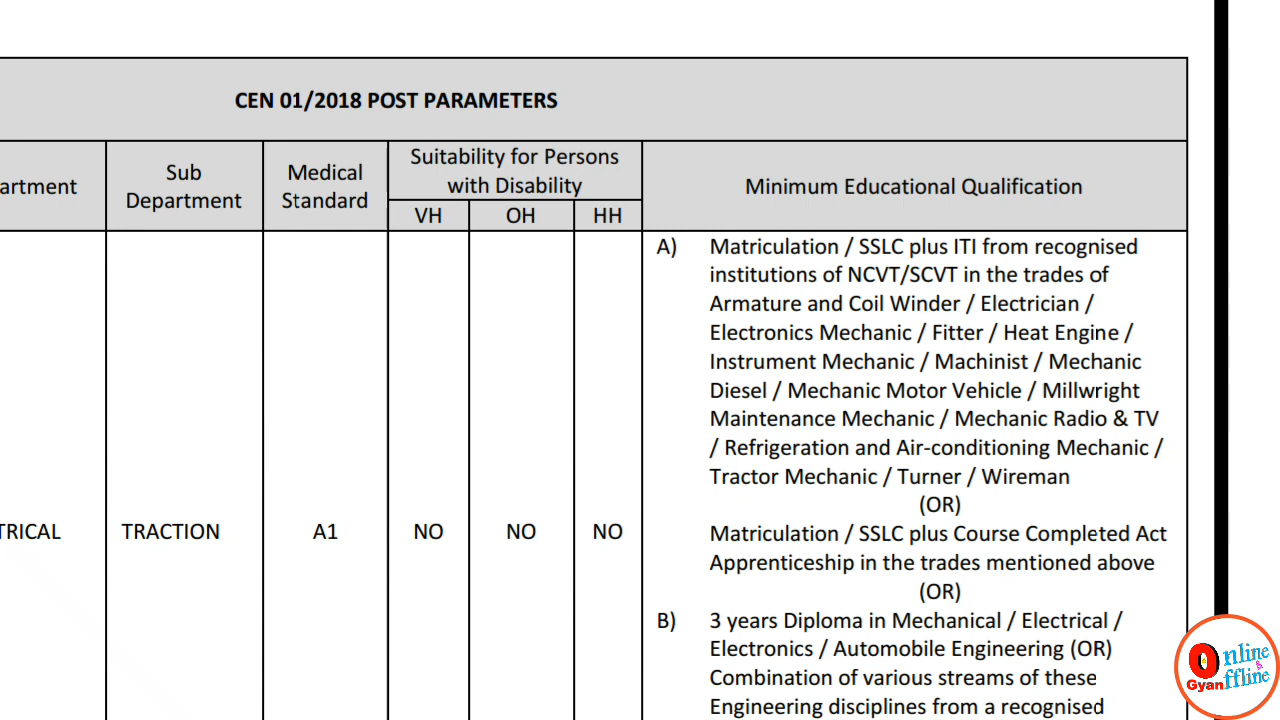 CEN 01/2018 POST PARAMETERS
artment
Sub
Department
Medical
Standard
Suitability for Persons
with Disability
VH
OH
HH
Minimum Educational Qualification
TRICAL
TRACTION
A1
NO
NO
NO
A) Matriculation / SSLC plus ITI from recognised
institutions of NCVT/SCVT in the trades of
Armature and Coil Winder / Electrician /
Electronics Mechanic / Fitter / Heat Engine /
Instrument Mechanic / Machinist / Mechanic
Diesel / Mechanic Motor Vehicle / Millwright
Maintenance Mechanic / Mechanic Radio & TV
/ Refrigeration and Air-conditioning Mechanic /
Tractor Mechanic / Turner / Wireman
(OR)
Matriculation / SSLC plus Course Completed Act
Apprenticeship in the trades mentioned above
(OR)
B) 3 years Diploma in Mechanical / Electrical /
Electronics / Automobile Engineering (OR)
Combination of various streams of these
Engineering disciplines from a recognised
Online
&
ffline
Gyan